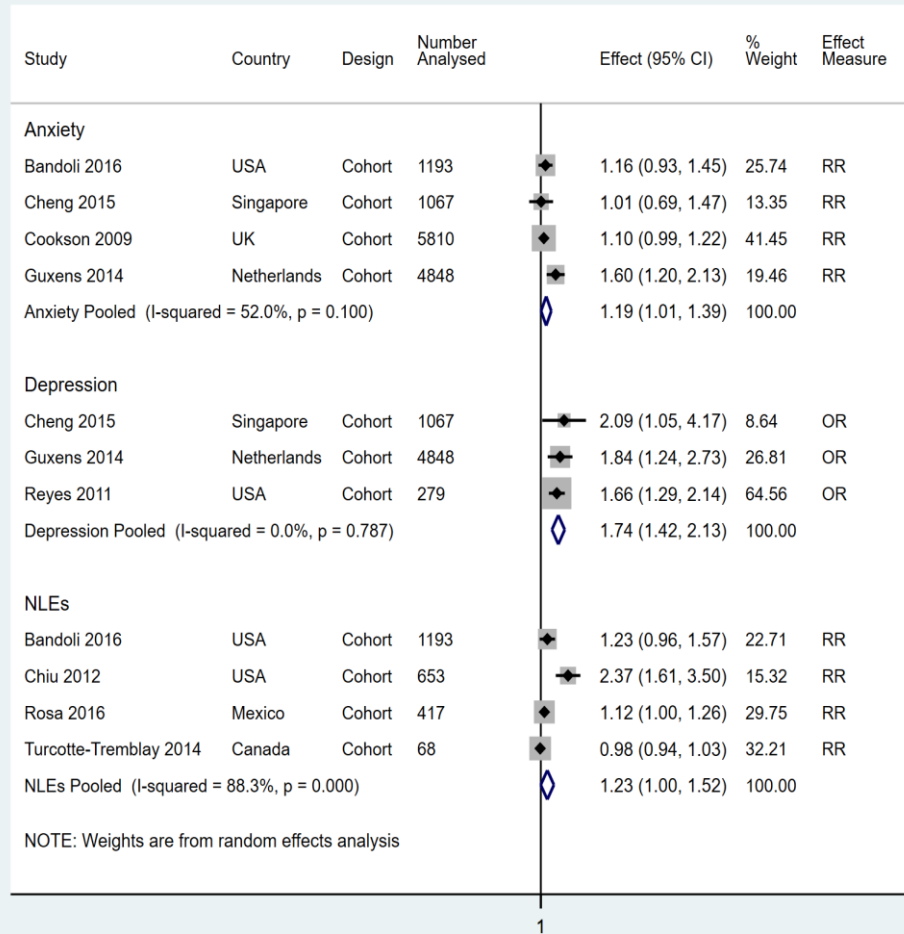 Study Country Design Number Analysed Effect (95% CI) % Weight Effect Measure
Anxiety
Bandoli 2016 USA Cohort 1193 1.16 (0.93, 1.45) 25.74 RR
Cheng 2015 Singapore Cohort 1067 1.01 (0.69, 1.47) 13.35 RR
Cookson 2009 UK Cohort 5810 1.10 (0.99, 1.22) 41.45 RR
Guxens 2014 Netherlands Cohort 4848 1.60 (1.20, 2.13) 19.46 RR
Anxiety Pooled (I-squared = 52.0%, p = 0.100) 1.19 (1.01, 1.39) 100.00
Depression
Cheng 2015 Singapore Cohort 1067 2.09 (1.05, 4.17) 8.64 OR
Guxens 2014 Netherlands Cohort 4848 1.84 (1.24, 2.73) 26.81 OR
Reyes 2011 USA Cohort 279 1.66 (1.29, 2.14) 64.56 OR
Depression Pooled (I-squared = 0.0%, p = 0.787) 1.74 (1.42, 2.13) 100.00
NLEs
Bandoli 2016 USA Cohort 1193 1.23 (0.96, 1.57) 22.71 RR
Chiu 2012 USA Cohort 653 2.37 (1.61, 3.50) 15.32 RR
Rosa 2016 Mexico Cohort 417 1.12 (1.00, 1.26) 29.75 RR
Turcotte-Tremblay 2014 Canada Cohort 68 0.98 (0.94, 1.03) 32.21 RR
NLEs Pooled (I-squared = 88.3%, p = 0.000) 1.23 (1.00, 1.52) 100.00
NOTE: Weights are from random effects analysis
1